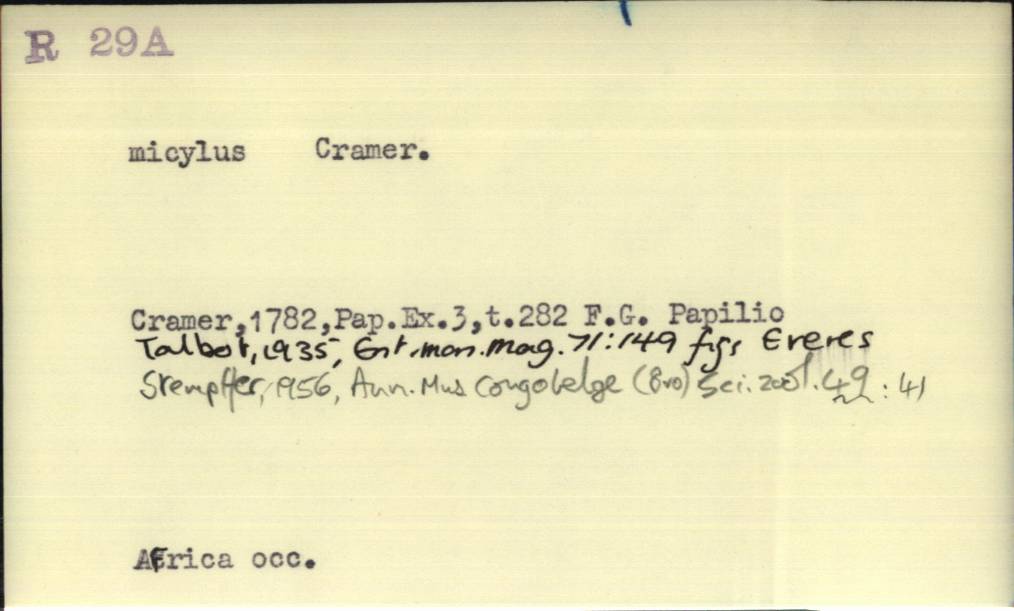 R 29A
micylus Cramer.
Cramer,1782,Pap.Ex.3,t.282 F.G. Papilio
Talbot, 1935, Ent. mon. mag. 71:149 figs Everes
Stempffer, 1956, Ann. Mus Congobelge (8vo) Sci. zool. 49 : 41
Africa occ.